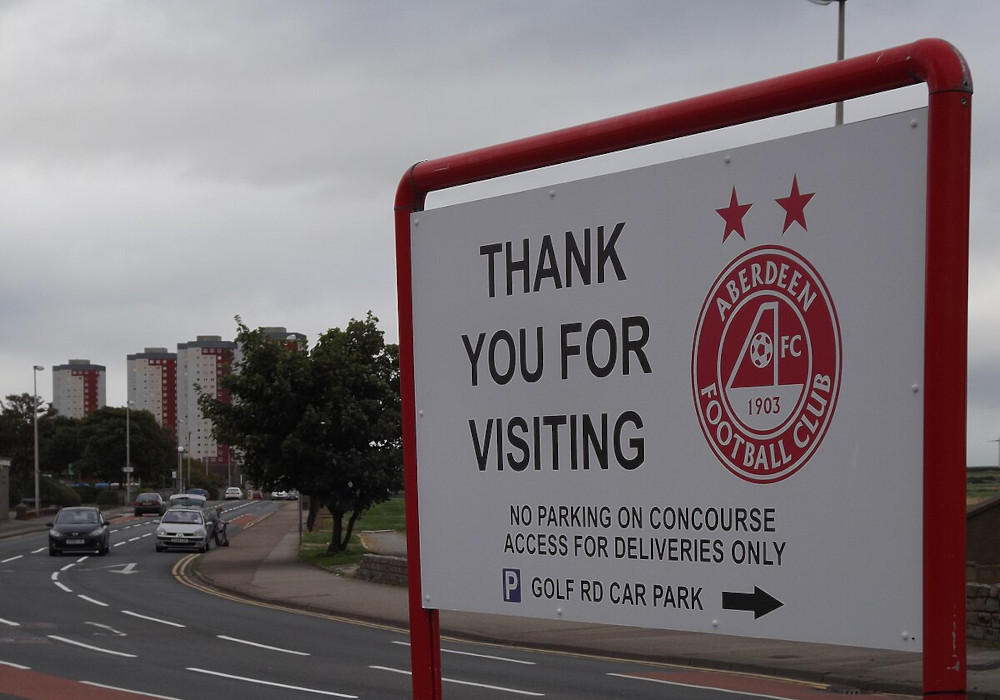 THANK
YOU FOR
VISITING
ABERDEEN
FC
1903
FOOTBALL CLUB
NO PARKING ON CONCOURSE
ACCESS FOR DELIVERIES ONLY
P GOLF RD CAR PARK